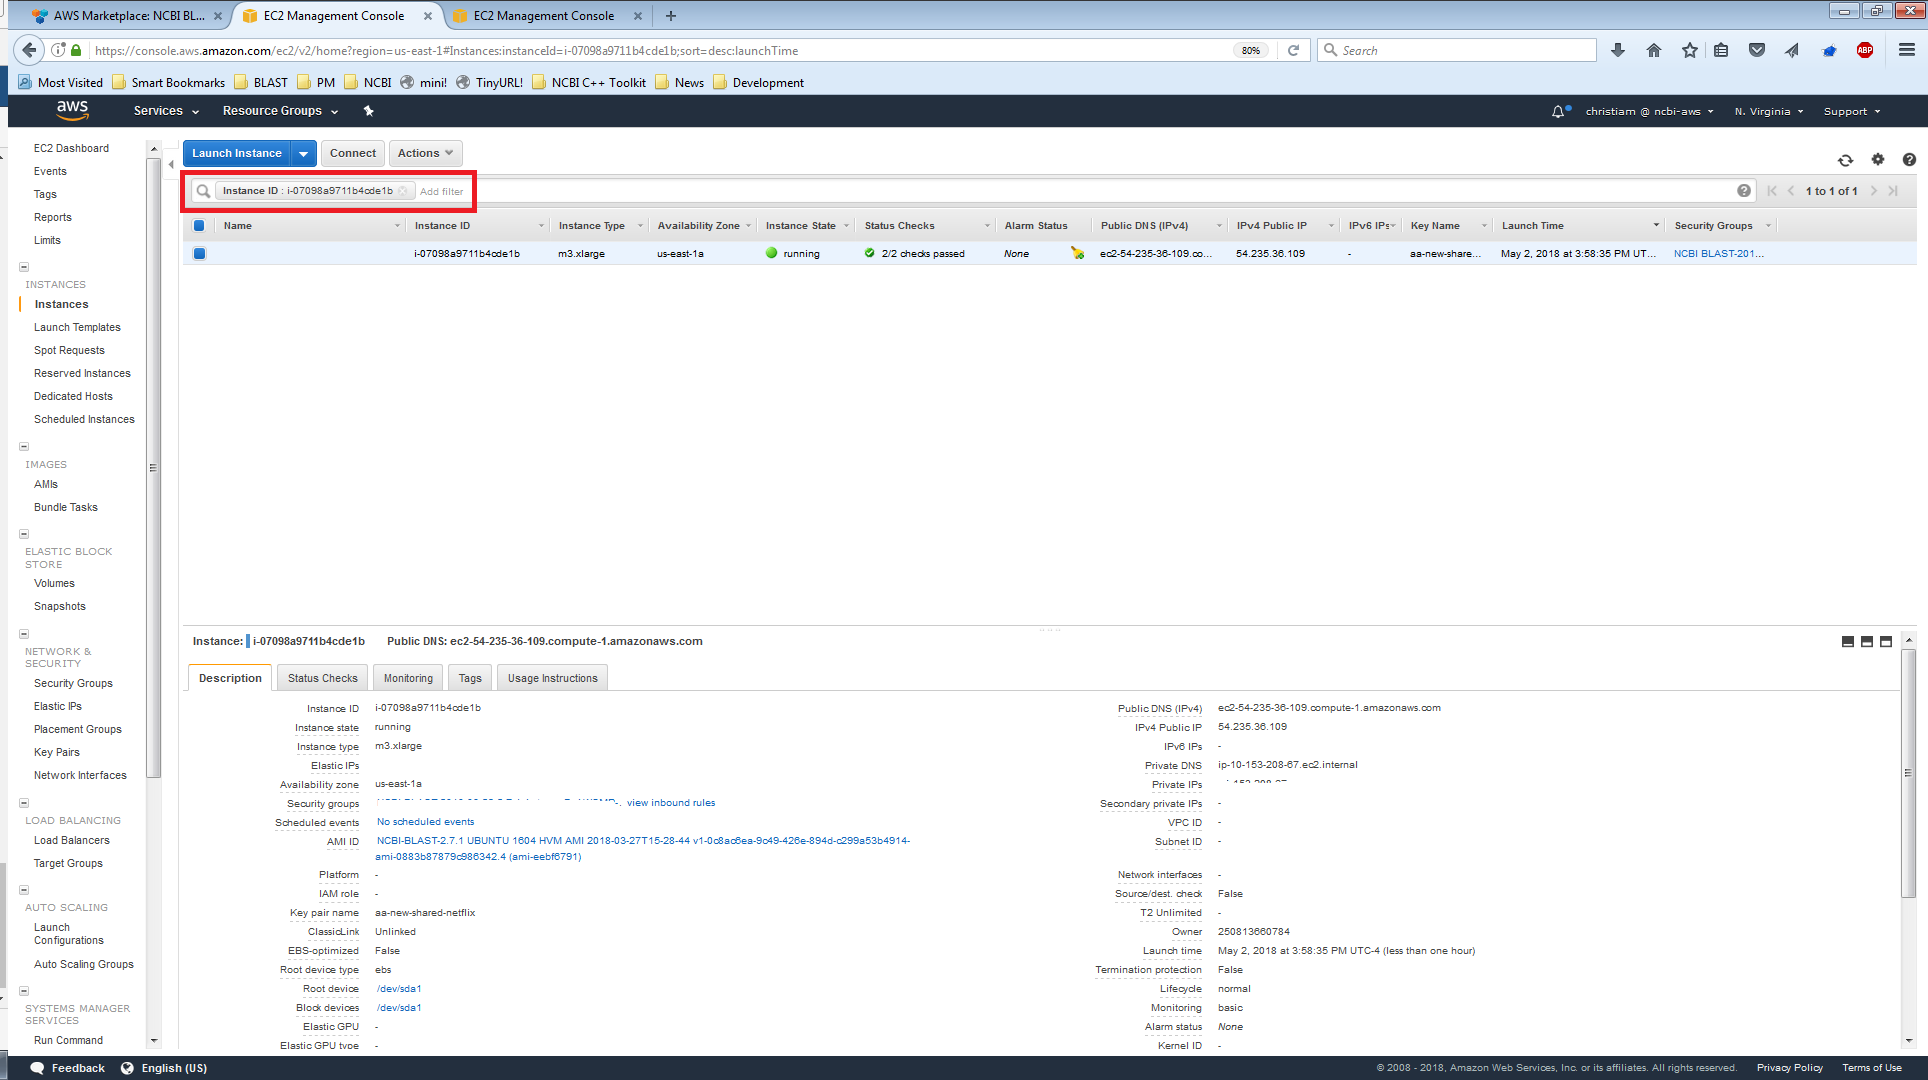 AWS Marketplace: NCBI BL...
EC2 Management Console
EC2 Management Console
https://console.aws.amazon.com/ec2/v2/home?region=us-east-1#Instances:instanceId=i-07098a9711b4cde1b;sort=desc:launchTime
80%
Search
ABP
Most Visited Smart Bookmarks BLAST PM NCBI mini! TinyURL! NCBI C++ Toolkit News Development
aws Services Resource Groups christiam @ ncbi-aws N. Virginia Support
EC2 Dashboard
Events
Tags
Reports
Limits
INSTANCES
Instances
Launch Templates
Spot Requests
Reserved Instances
Dedicated Hosts
Scheduled Instances
IMAGES
AMIs
Bundle Tasks
ELASTIC BLOCK
STORE
Volumes
Snapshots
NETWORK &
SECURITY
Security Groups
Elastic IPs
Placement Groups
Key Pairs
Network Interfaces
LOAD BALANCING
Load Balancers
Target Groups
AUTO SCALING
Launch
Configurations
Auto Scaling Groups
SYSTEMS MANAGER
SERVICES
Run Command
Launch Instance Connect Actions
Instance ID : i-07098a9711b4cde1b Add filter
1 to 1 of 1
Name Instance ID Instance Type Availability Zone Instance State Status Checks Alarm Status Public DNS (IPv4) IPv4 Public IP IPv6 IPs Key Name Launch Time Security Groups
i-07098a9711b4cde1b m3.xlarge us-east-1a running 2/2 checks passed None ec2-54-235-36-109.co... 54.235.36.109 - aa-new-share... May 2, 2018 at 3:58:35 PM UT... NCBI BLAST-201...
Instance: i-07098a9711b4cde1b Public DNS: ec2-54-235-36-109.compute-1.amazonaws.com
Description Status Checks Monitoring Tags Usage Instructions
Instance ID i-07098a9711b4cde1b
Instance state running
Instance type m3.xlarge
Elastic IPs
Availability zone us-east-1a
Security groups view inbound rules
Scheduled events No scheduled events
AMI ID NCBI-BLAST-2.7.1 UBUNTU 1604 HVM AMI 2018-03-27T15-28-44 v1-0c8ac6ea-9c49-426e-894d-c299a53b4914-
ami-0883b87879c986342.4 (ami-eebf6791)
Platform -
IAM role -
Key pair name aa-new-shared-netflix
ClassicLink Unlinked
EBS-optimized False
Root device type ebs
Root device /dev/sda1
Block devices /dev/sda1
Elastic GPU -
Elastic GPU type -
Public DNS (IPv4) ec2-54-235-36-109.compute-1.amazonaws.com
IPv4 Public IP 54.235.36.109
IPv6 IPs -
Private DNS ip-10-153-208-67.ec2.internal
Private IPs
Secondary private IPs -
VPC ID -
Subnet ID -
Network interfaces -
Source/dest. check False
T2 Unlimited -
Owner 250813660784
Launch time May 2, 2018 at 3:58:35 PM UTC-4 (less than one hour)
Termination protection False
Lifecycle normal
Monitoring basic
Alarm status None
Kernel ID -
Feedback English (US)
© 2008 - 2018, Amazon Web Services, Inc. or its affiliates. All rights reserved. Privacy Policy Terms of Use